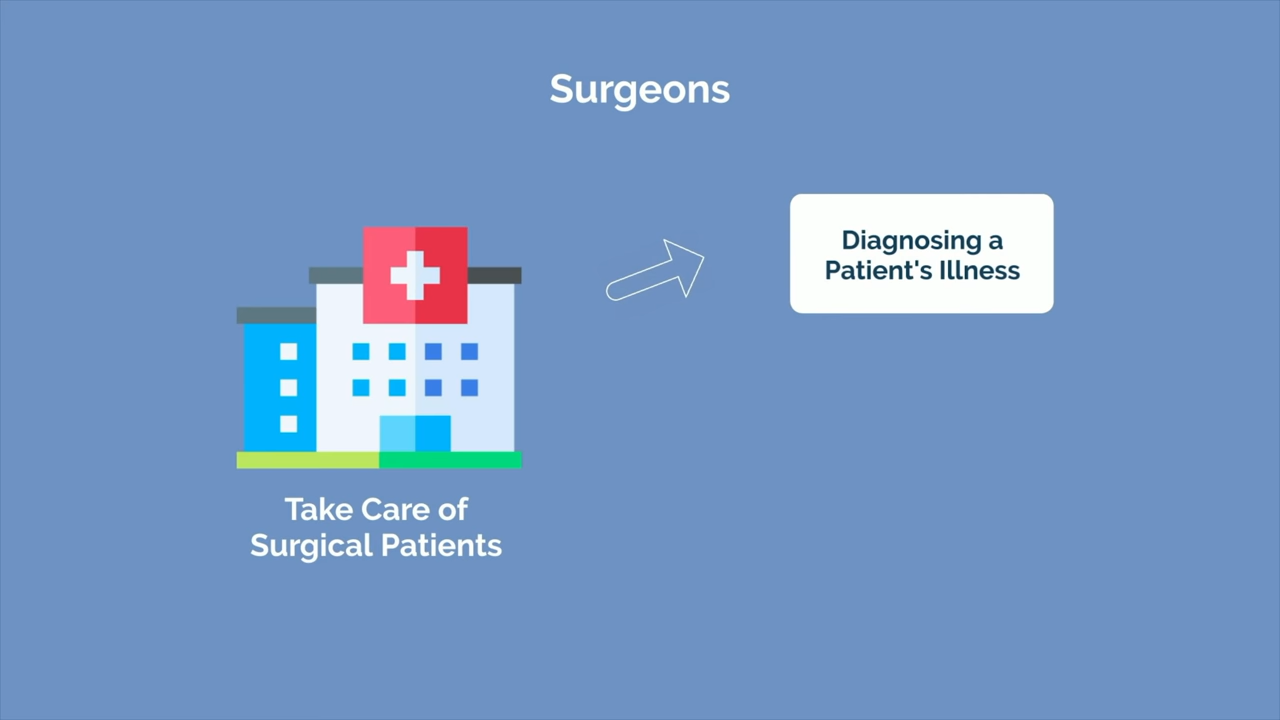 Surgeons
Diagnosing a
Patient's Illness
Take Care of
Surgical Patients